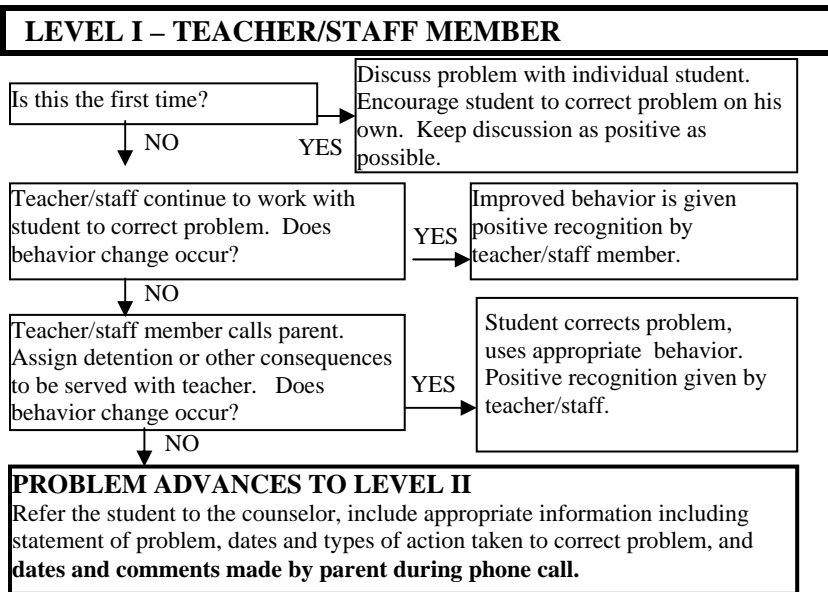 LEVEL I – TEACHER/STAFF MEMBER
Is this the first time?
Discuss problem with individual student.
Encourage student to correct problem on his
own.  Keep discussion as positive as
possible.
NO
YES
Teacher/staff continue to work with
student to correct problem.  Does
behavior change occur?
YES
Improved behavior is given
positive recognition by
teacher/staff member.
NO
Teacher/staff member calls parent.
Assign detention or other consequences
to be served with teacher.   Does
behavior change occur?
YES
Student corrects problem,
uses appropriate  behavior.
Positive recognition given by
teacher/staff.
NO
PROBLEM ADVANCES TO LEVEL II
Refer the student to the counselor, include appropriate information including
statement of problem, dates and types of action taken to correct problem, and
dates and comments made by parent during phone call.